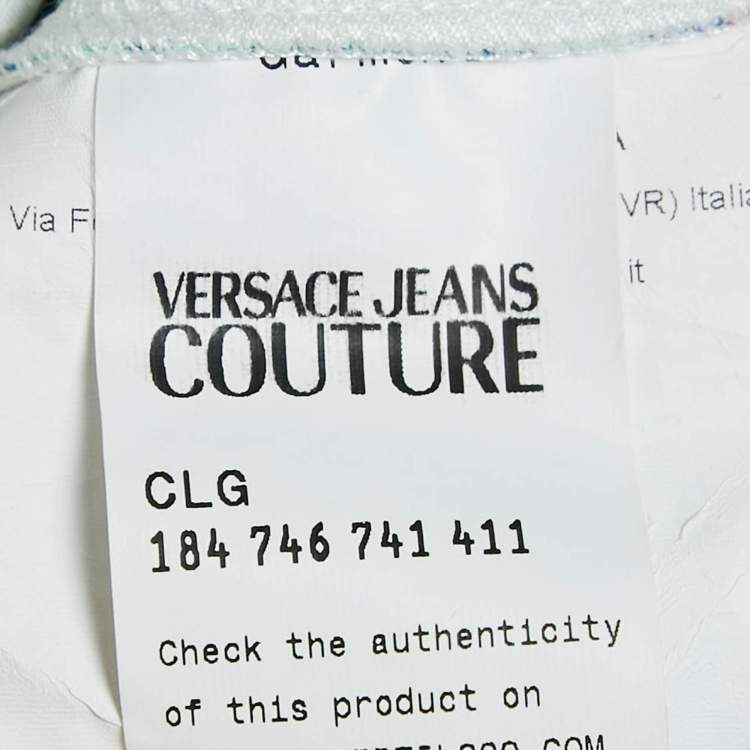 Via
VR) Italia
it
VERSACE JEANS
COUTURE
CLG
184 746 741 411
Check the authenticity
of this product on